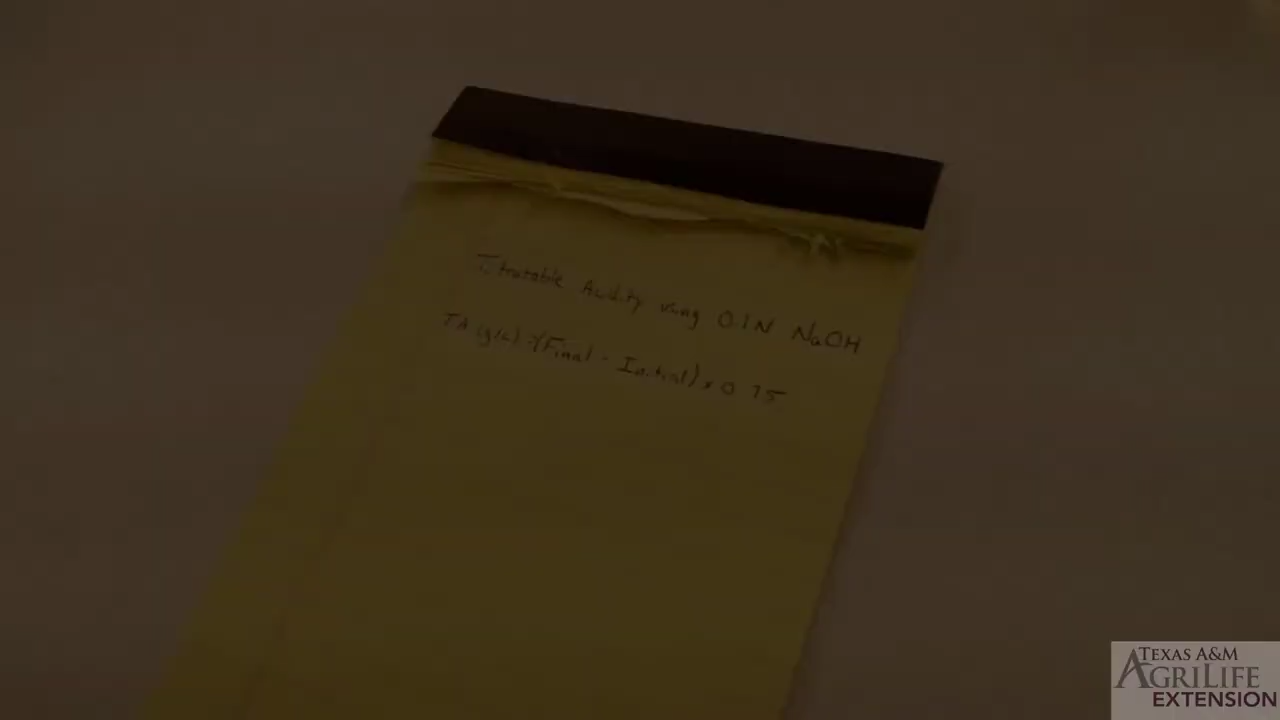 Titratable Acidity using 0.1N NaOH
TA (g/L) = (Final - Initial) x 0.75
TEXAS A&M
AGRILIFE
EXTENSION